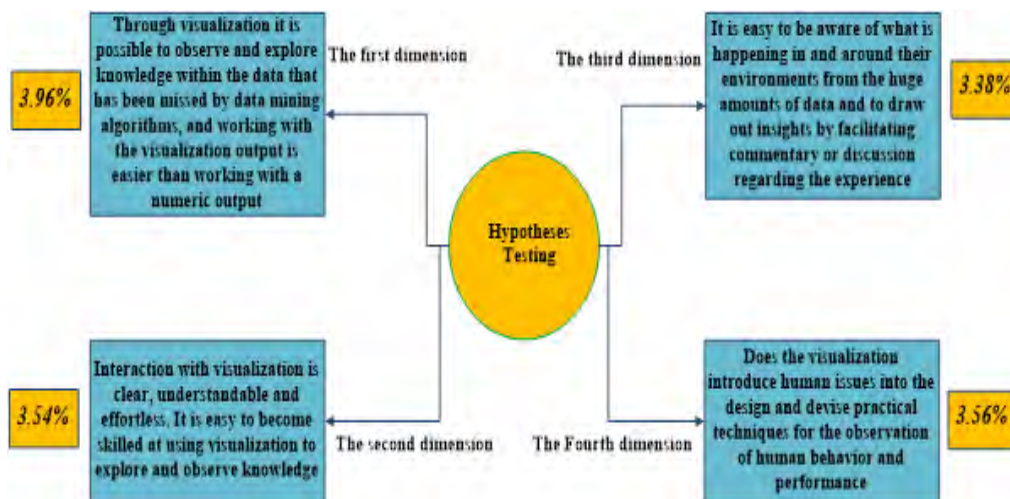 Through visualization it is
possible to observe and explore
knowledge within the data that
has been missed by data mining
algorithms, and working with
the visualization output is
easier than working with a
numeric output
3.96%
The first dimension
The third dimension
It is easy to be aware of what is
happening in and around their
environments from the huge
amounts of data and to draw
out insights by facilitating
commentary or discussion
regarding the experience
3.38%
Hypotheses
Testing
Interaction with visualization is
clear, understandable and
effortless. It is easy to become
skilled at using visualization to
explore and observe knowledge
3.54%
The second dimension
The Fourth dimension
Does the visualization
introduce human issues into the
design and devise practical
techniques for the observation
of human behavior and
performance
3.56%